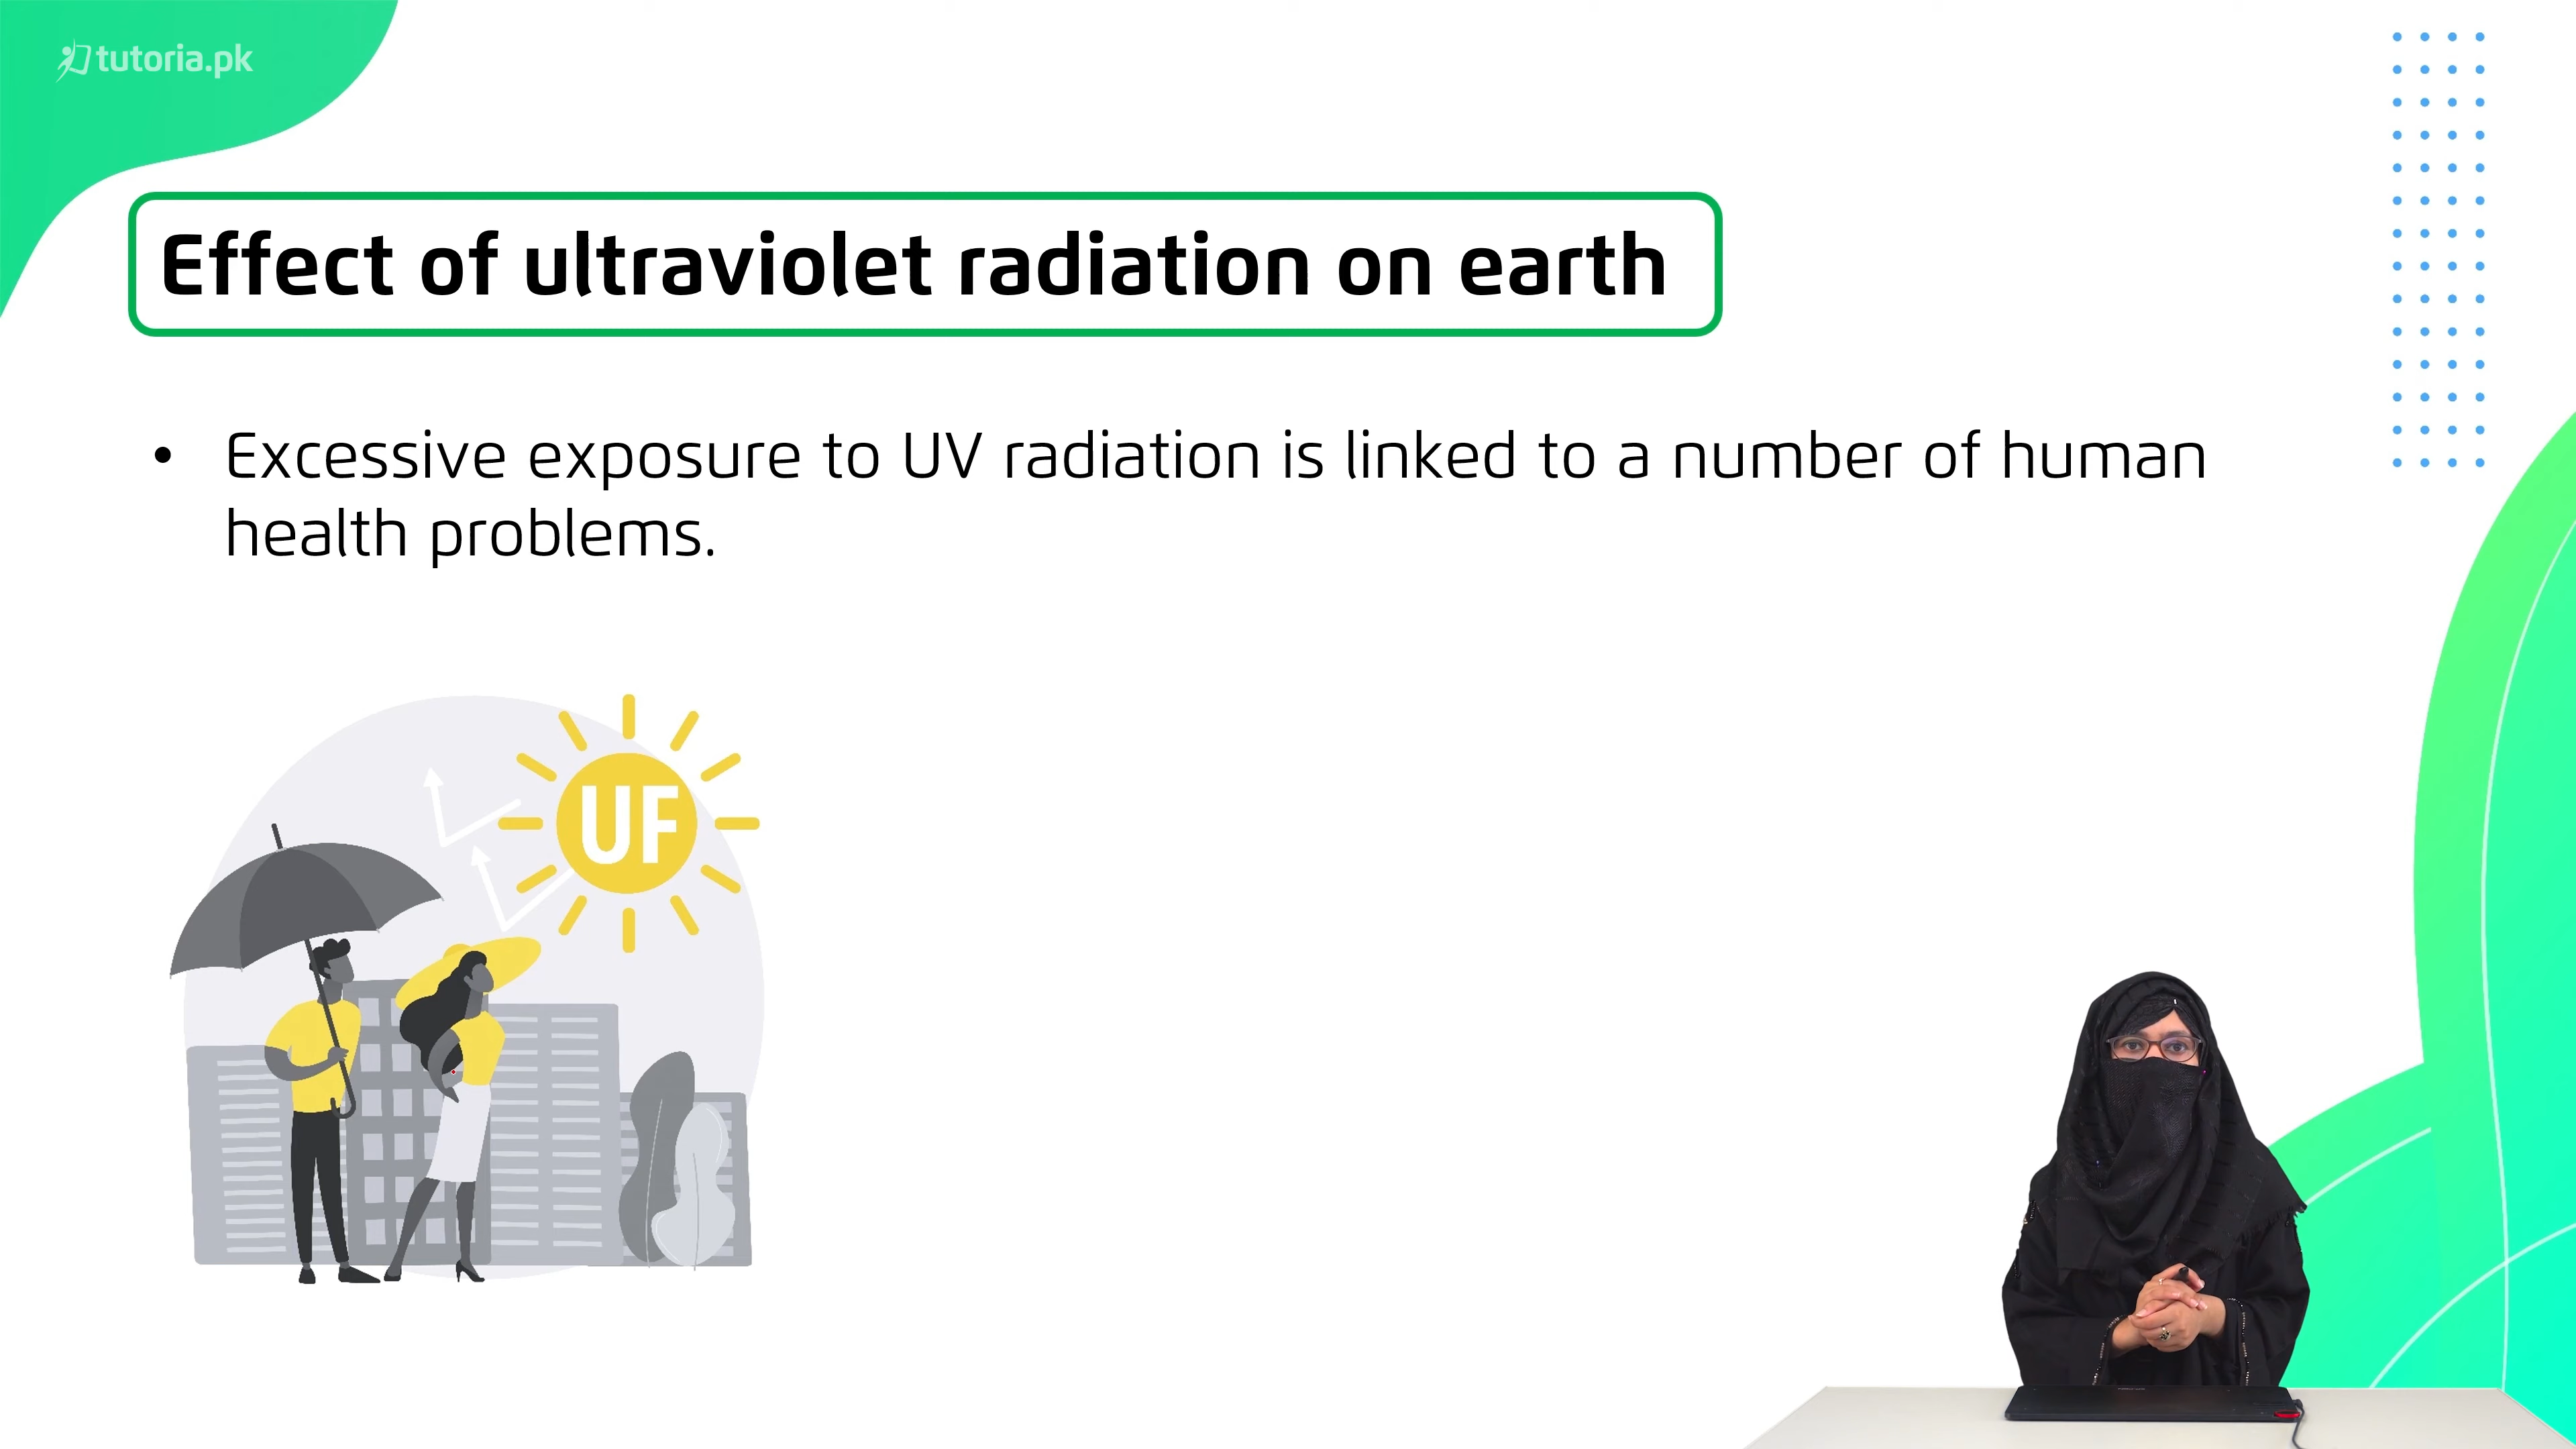 tutoria.pk
Effect of ultraviolet radiation on earth
• Excessive exposure to UV radiation is linked to a number of human
health problems.
UF